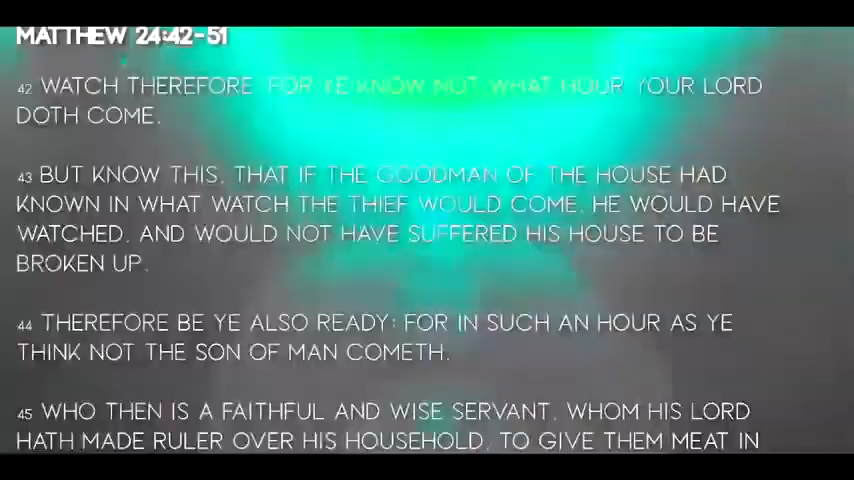 MATTHEW 24:42-51
42 WATCH THEREFORE: FOR YE KNOW NOT WHAT HOUR YOUR LORD
DOTH COME.
43 BUT KNOW THIS, THAT IF THE GOODMAN OF THE HOUSE HAD
KNOWN IN WHAT WATCH THE THIEF WOULD COME, HE WOULD HAVE
WATCHED, AND WOULD NOT HAVE SUFFERED HIS HOUSE TO BE
BROKEN UP.
44 THEREFORE BE YE ALSO READY: FOR IN SUCH AN HOUR AS YE
THINK NOT THE SON OF MAN COMETH.
45 WHO THEN IS A FAITHFUL AND WISE SERVANT, WHOM HIS LORD
HATH MADE RULER OVER HIS HOUSEHOLD, TO GIVE THEM MEAT IN